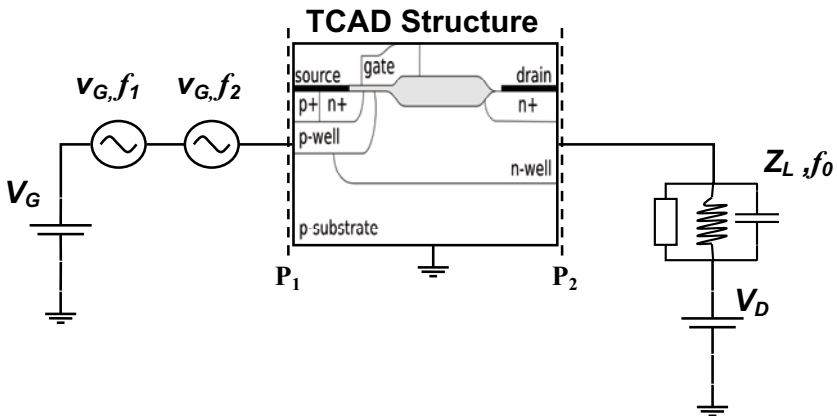 TCAD Structure
v_G,f_1
v_G,f_2
source
gate
drain
p+
n+
n+
p-well
n-well
p-substrate
V_G
Z_L ,f_0
P_1
P_2
V_D